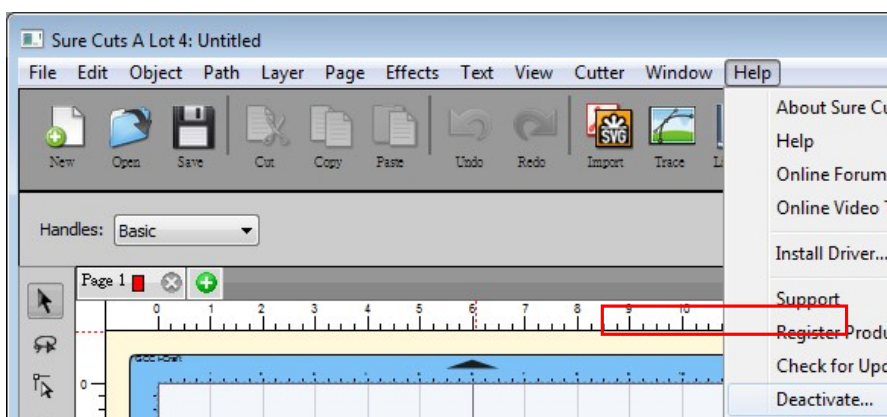 Sure Cuts A Lot 4: Untitled
File Edit Object Path Layer Page Effects Text View Cutter Window Help
New Open Save Cut Copy Paste Undo Redo Import Trace
SVG
About Sure Cu
Help
Online Forum
Online Video
Install Driver...
Support
Register Produ
Check for Upd
Deactivate...
Handles: Basic
Page 1
0 1 2 3 4 5 6 7 8 9 10
0